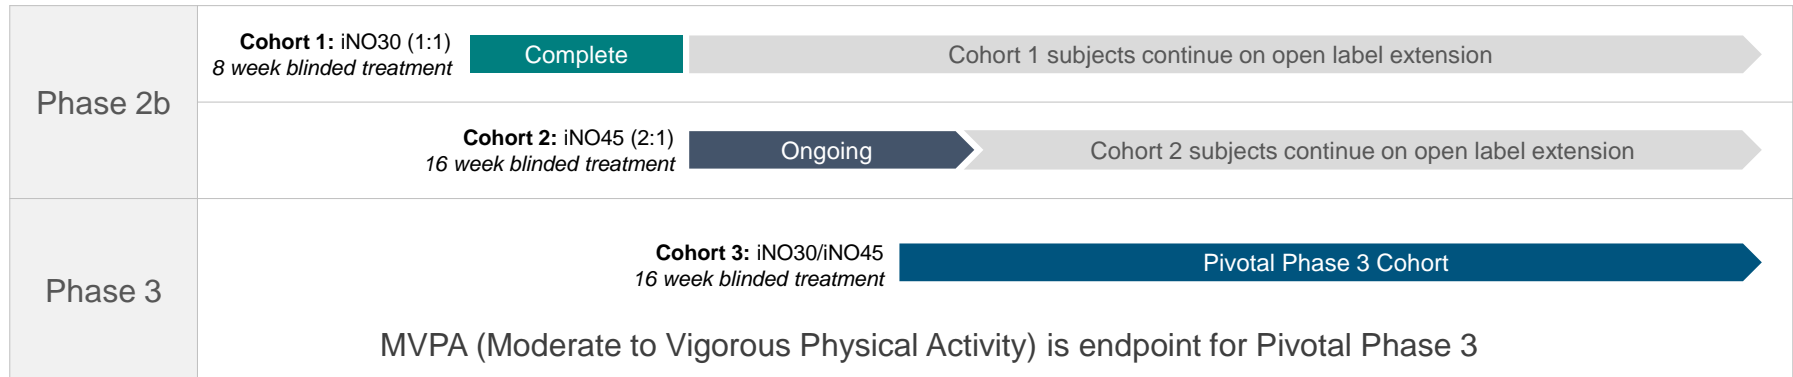 Phase 2b
Cohort 1: iNO30 (1:1)
8 week blinded treatment
Complete
Cohort 1 subjects continue on open label extension
Cohort 2: iNO45 (2:1)
16 week blinded treatment
Ongoing
Cohort 2 subjects continue on open label extension
Phase 3
Cohort 3: iNO30/iNO45
16 week blinded treatment
Pivotal Phase 3 Cohort
MVPA (Moderate to Vigorous Physical Activity) is endpoint for Pivotal Phase 3